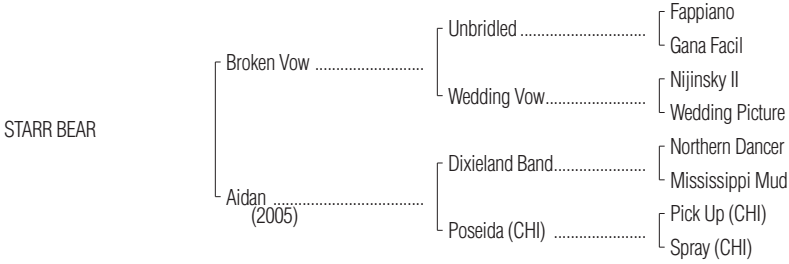 Fappiano
Unbridled ..............................
Gana Facil
Broken Vow ..........................
Nijinsky II
Wedding Vow........................
Wedding Picture
STARR BEAR
Northern Dancer
Dixieland Band......................
Mississippi Mud
Aidan ....................................
(2005)
Pick Up (CHI)
Poseida (CHI) ......................
Spray (CHI)